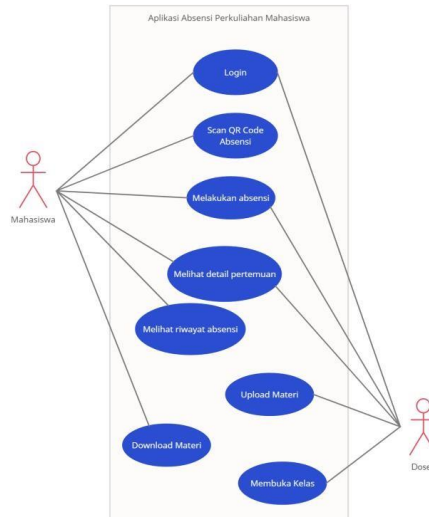 Aplikasi Absensi Perkuliahan Mahasiswa
Login
Scan QR Code
Absensi
Mahasiswa
Melakukan absensi
Melihat detail pertemuan
Melihat riwayat absensi
Upload Materi
Download Materi
Dose
Membuka Kelas